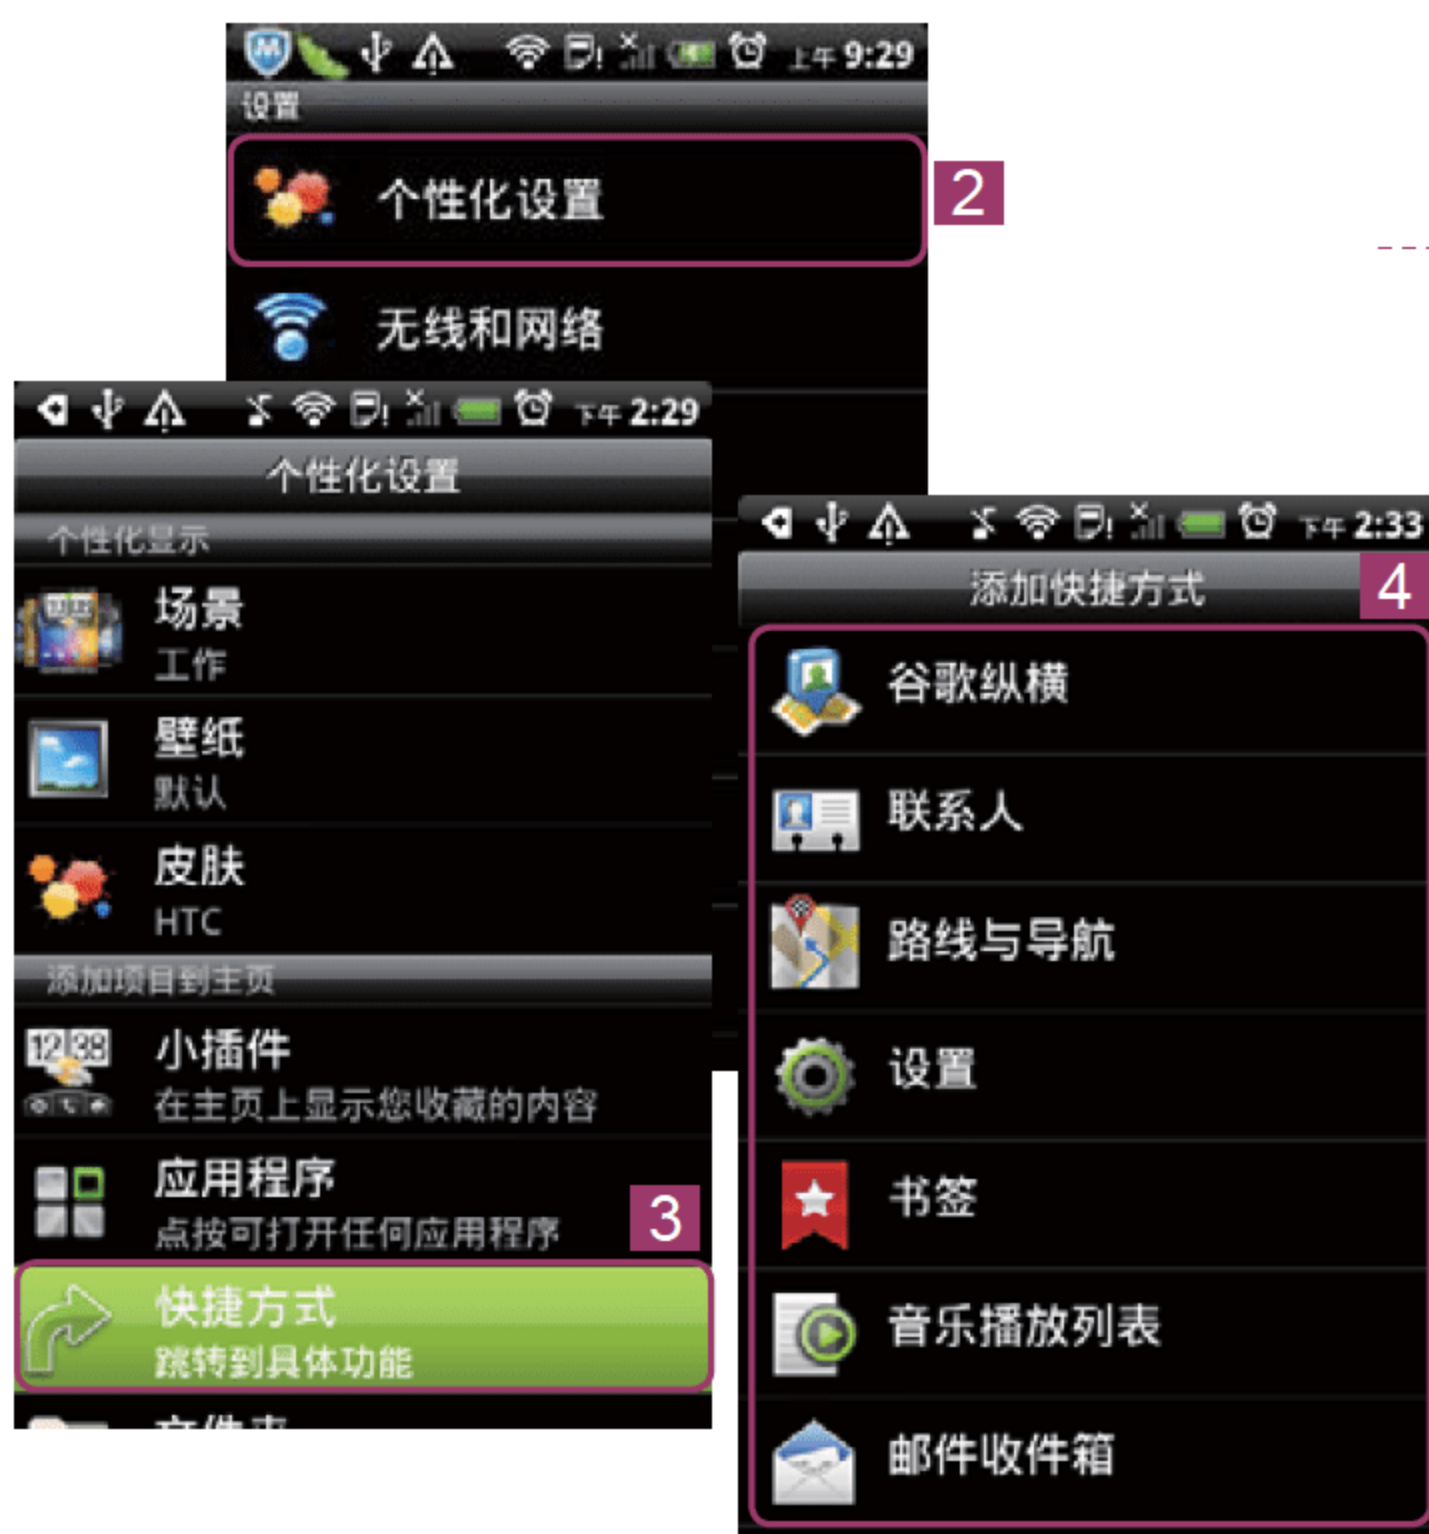 上午 9:29
设置
个性化设置
2
无线和网络
下午 2:29
个性化设置
个性化显示
场景
工作
壁纸
默认
皮肤
HTC
添加项目到主页
12 38
小插件
在主页上显示您收藏的内容
应用程序
点按可打开任何应用程序
3
快捷方式
跳转到具体功能
文件夹
下午 2:33
添加快捷方式
4
谷歌纵横
联系人
路线与导航
设置
书签
音乐播放列表
邮件收件箱